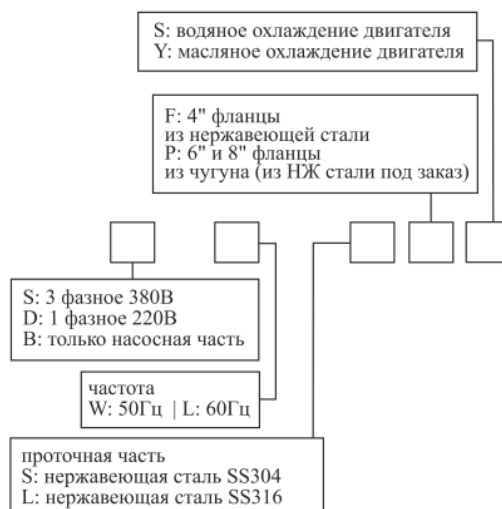 S: водяное охлаждение двигателя
Y: масляное охлаждение двигателя
F: 4" фланцы
из нержавеющей стали
P: 6" и 8" фланцы
из чугуна (из НЖ стали под заказ)
S: 3 фазное 380В
D: 1 фазное 220В
B: только насосная часть
частота
W: 50Гц | L: 60Гц
проточная часть
S: нержавеющая сталь SS304
L: нержавеющая сталь SS316